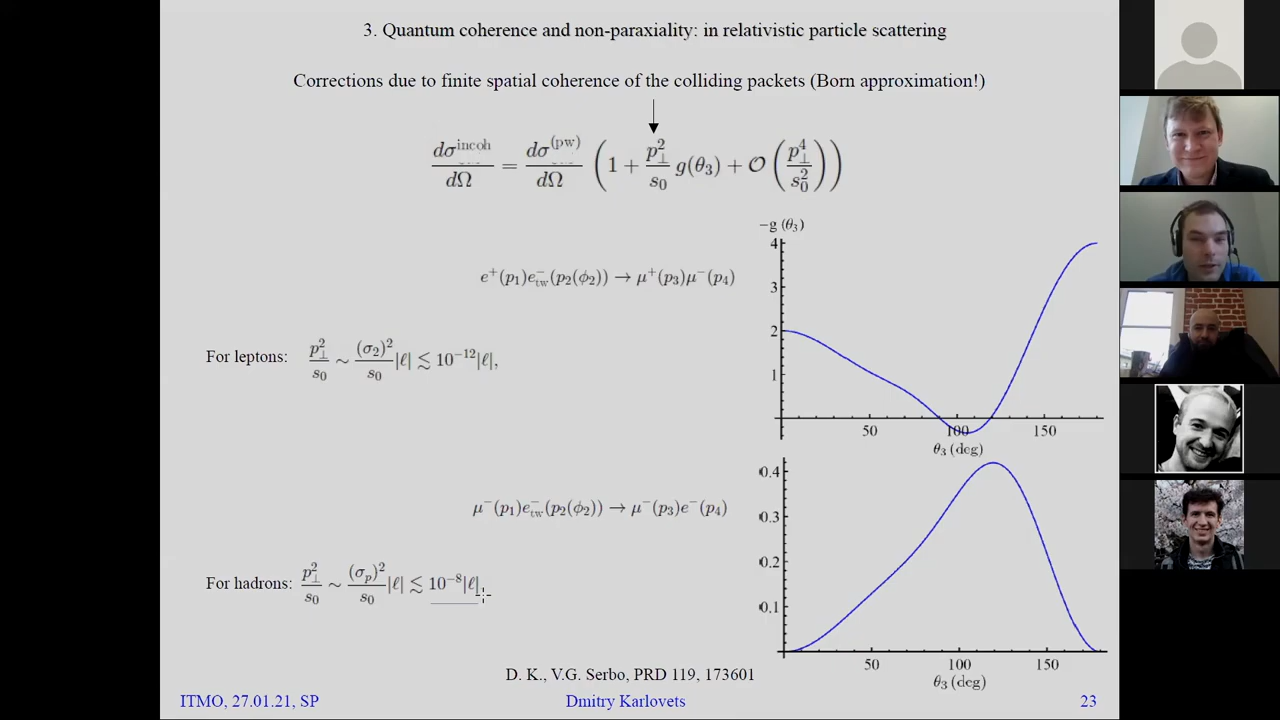 3. Quantum coherence and non-paraxiality: in relativistic particle scattering
Corrections due to finite spatial coherence of the colliding packets (Born approximation!)
dσ^incoh/dΩ = dσ^(pw)/dΩ (1 + p⊥²/s₀ g(θ₃) + 𝒪(p⊥⁴/s₀²))
−g (θ₃)
4
3
2
1
50 100 150
θ₃ (deg)
e⁺(p₁)e⁻_tw(p₂(ϕ₂)) → μ⁺(p₃)μ⁻(p₄)
For leptons: p⊥²/s₀ ∼ (σ₂)²/s₀ |ℓ| ≲ 10⁻¹²|ℓ|,
0.4
0.3
0.2
0.1
50 100 150
θ₃ (deg)
μ⁻(p₁)e⁻_tw(p₂(ϕ₂)) → μ⁻(p₃)e⁻(p₄)
For hadrons: p⊥²/s₀ ∼ (σ_p)²/s₀ |ℓ| ≲ 10⁻⁸|ℓ|
D. K., V.G. Serbo, PRD 119, 173601
ITMO, 27.01.21, SP
Dmitry Karlovets
23